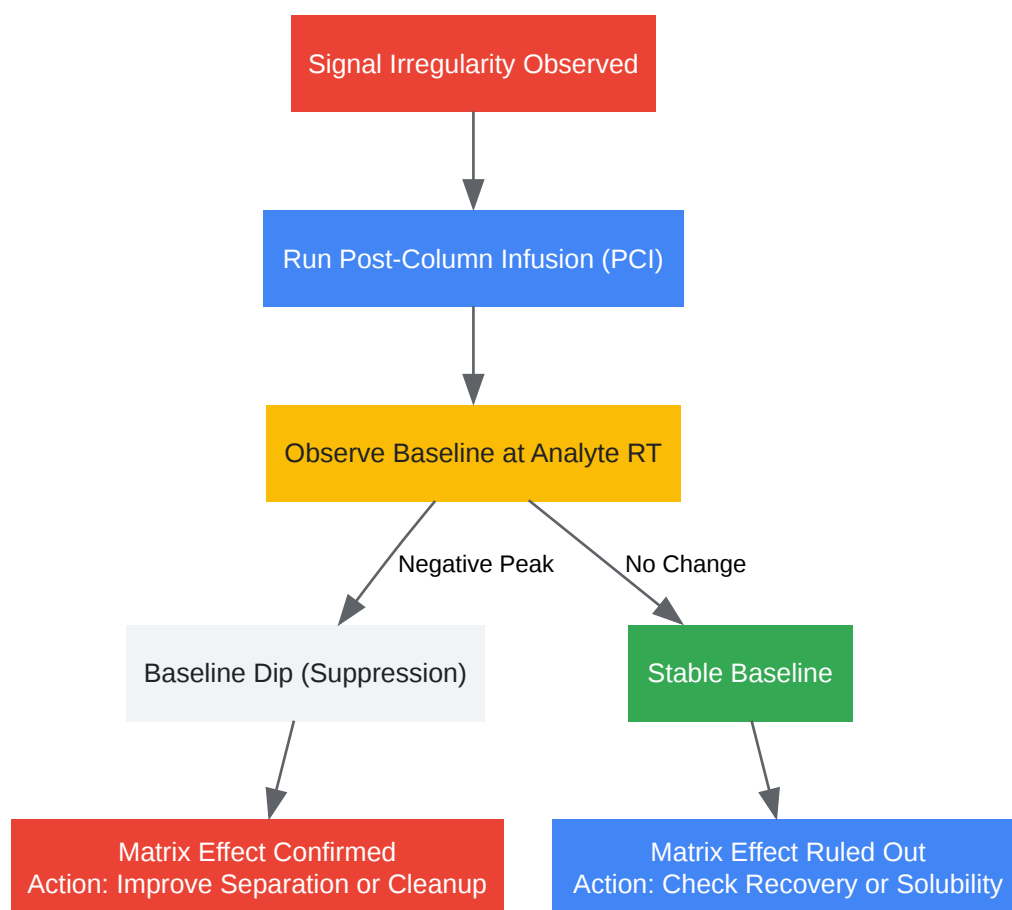 Signal Irregularity Observed
Run Post-Column Infusion (PCI)
Observe Baseline at Analyte RT
Negative Peak
No Change
Baseline Dip (Suppression)
Stable Baseline
Matrix Effect Confirmed
Action: Improve Separation or Cleanup
Matrix Effect Ruled Out
Action: Check Recovery or Solubility